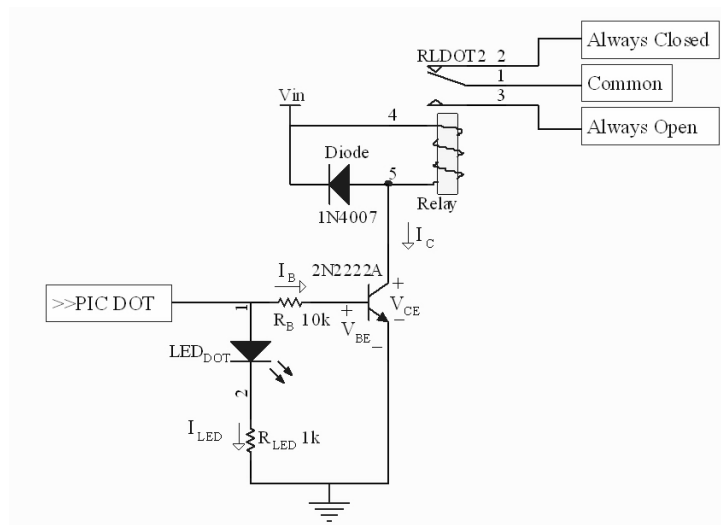 Always Closed
RLDOT2 2
1
Common
3
Always Open
Vin
4
Diode
5
1N4007
Relay
I_C
I_B
2N2222A
+
V_CE
−
>>PIC DOT
1
R_B 10k
+
V_BE −
LED_DOT
2
I_LED
R_LED 1k